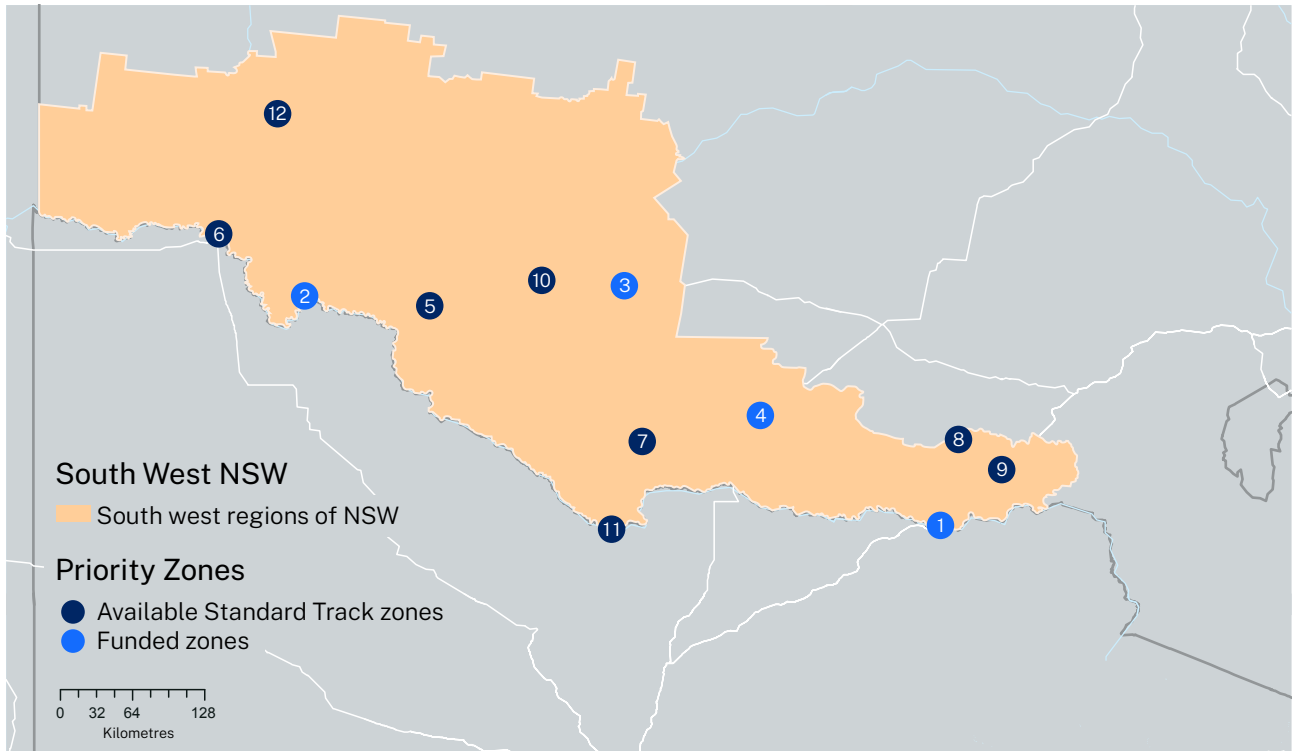 12
6
10
3
2
5
4
8
7
9
1
11
South West NSW
South west regions of NSW
Priority Zones
Available Standard Track zones
Funded zones
0 32 64 128
Kilometres